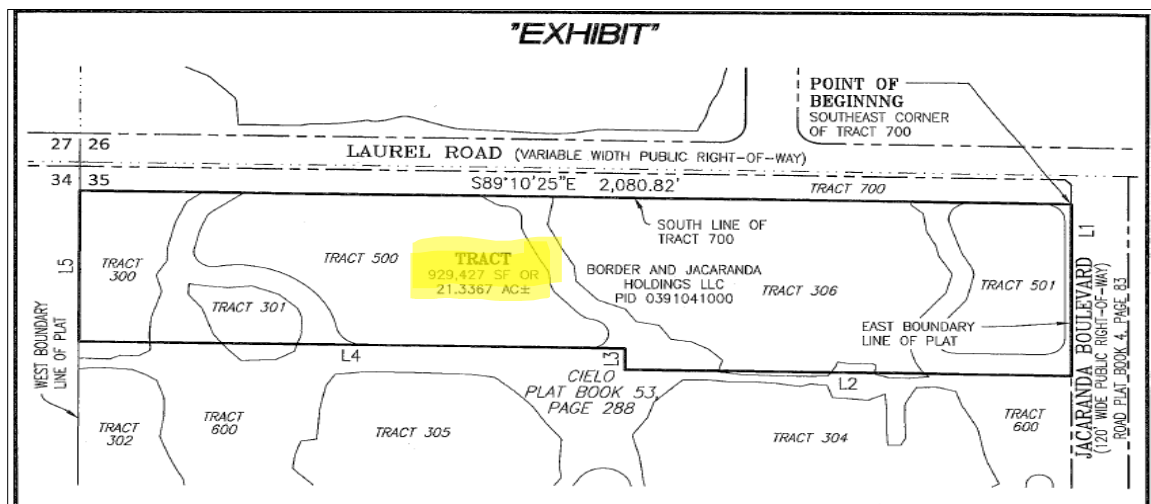 "EXHIBIT"
POINT OF
BEGINNNG
SOUTHEAST CORNER
OF TRACT 700
27 26
LAUREL ROAD (VARIABLE WIDTH PUBLIC RIGHT-OF-WAY)
34 35
S89°10'25"E 2,080.82'
TRACT 700
SOUTH LINE OF
TRACT 700
L1
L5
TRACT
300
TRACT 500
TRACT
929,427 SF OR
21.3367 AC±
BORDER AND JACARANDA
HOLDINGS LLC
PID 0391041000
TRACT 306
TRACT 501
TRACT 301
EAST BOUNDARY
LINE OF PLAT
WEST BOUNDARY
LINE OF PLAT
L4
L3
L2
CIELO
PLAT BOOK 53,
PAGE 288
TRACT
302
TRACT
600
TRACT 305
TRACT 304
TRACT
600
JACARANDA BOULEVARD
(120' WIDE PUBLIC RIGHT-OF-WAY)
ROAD PLAT BOOK 4, PAGE 83